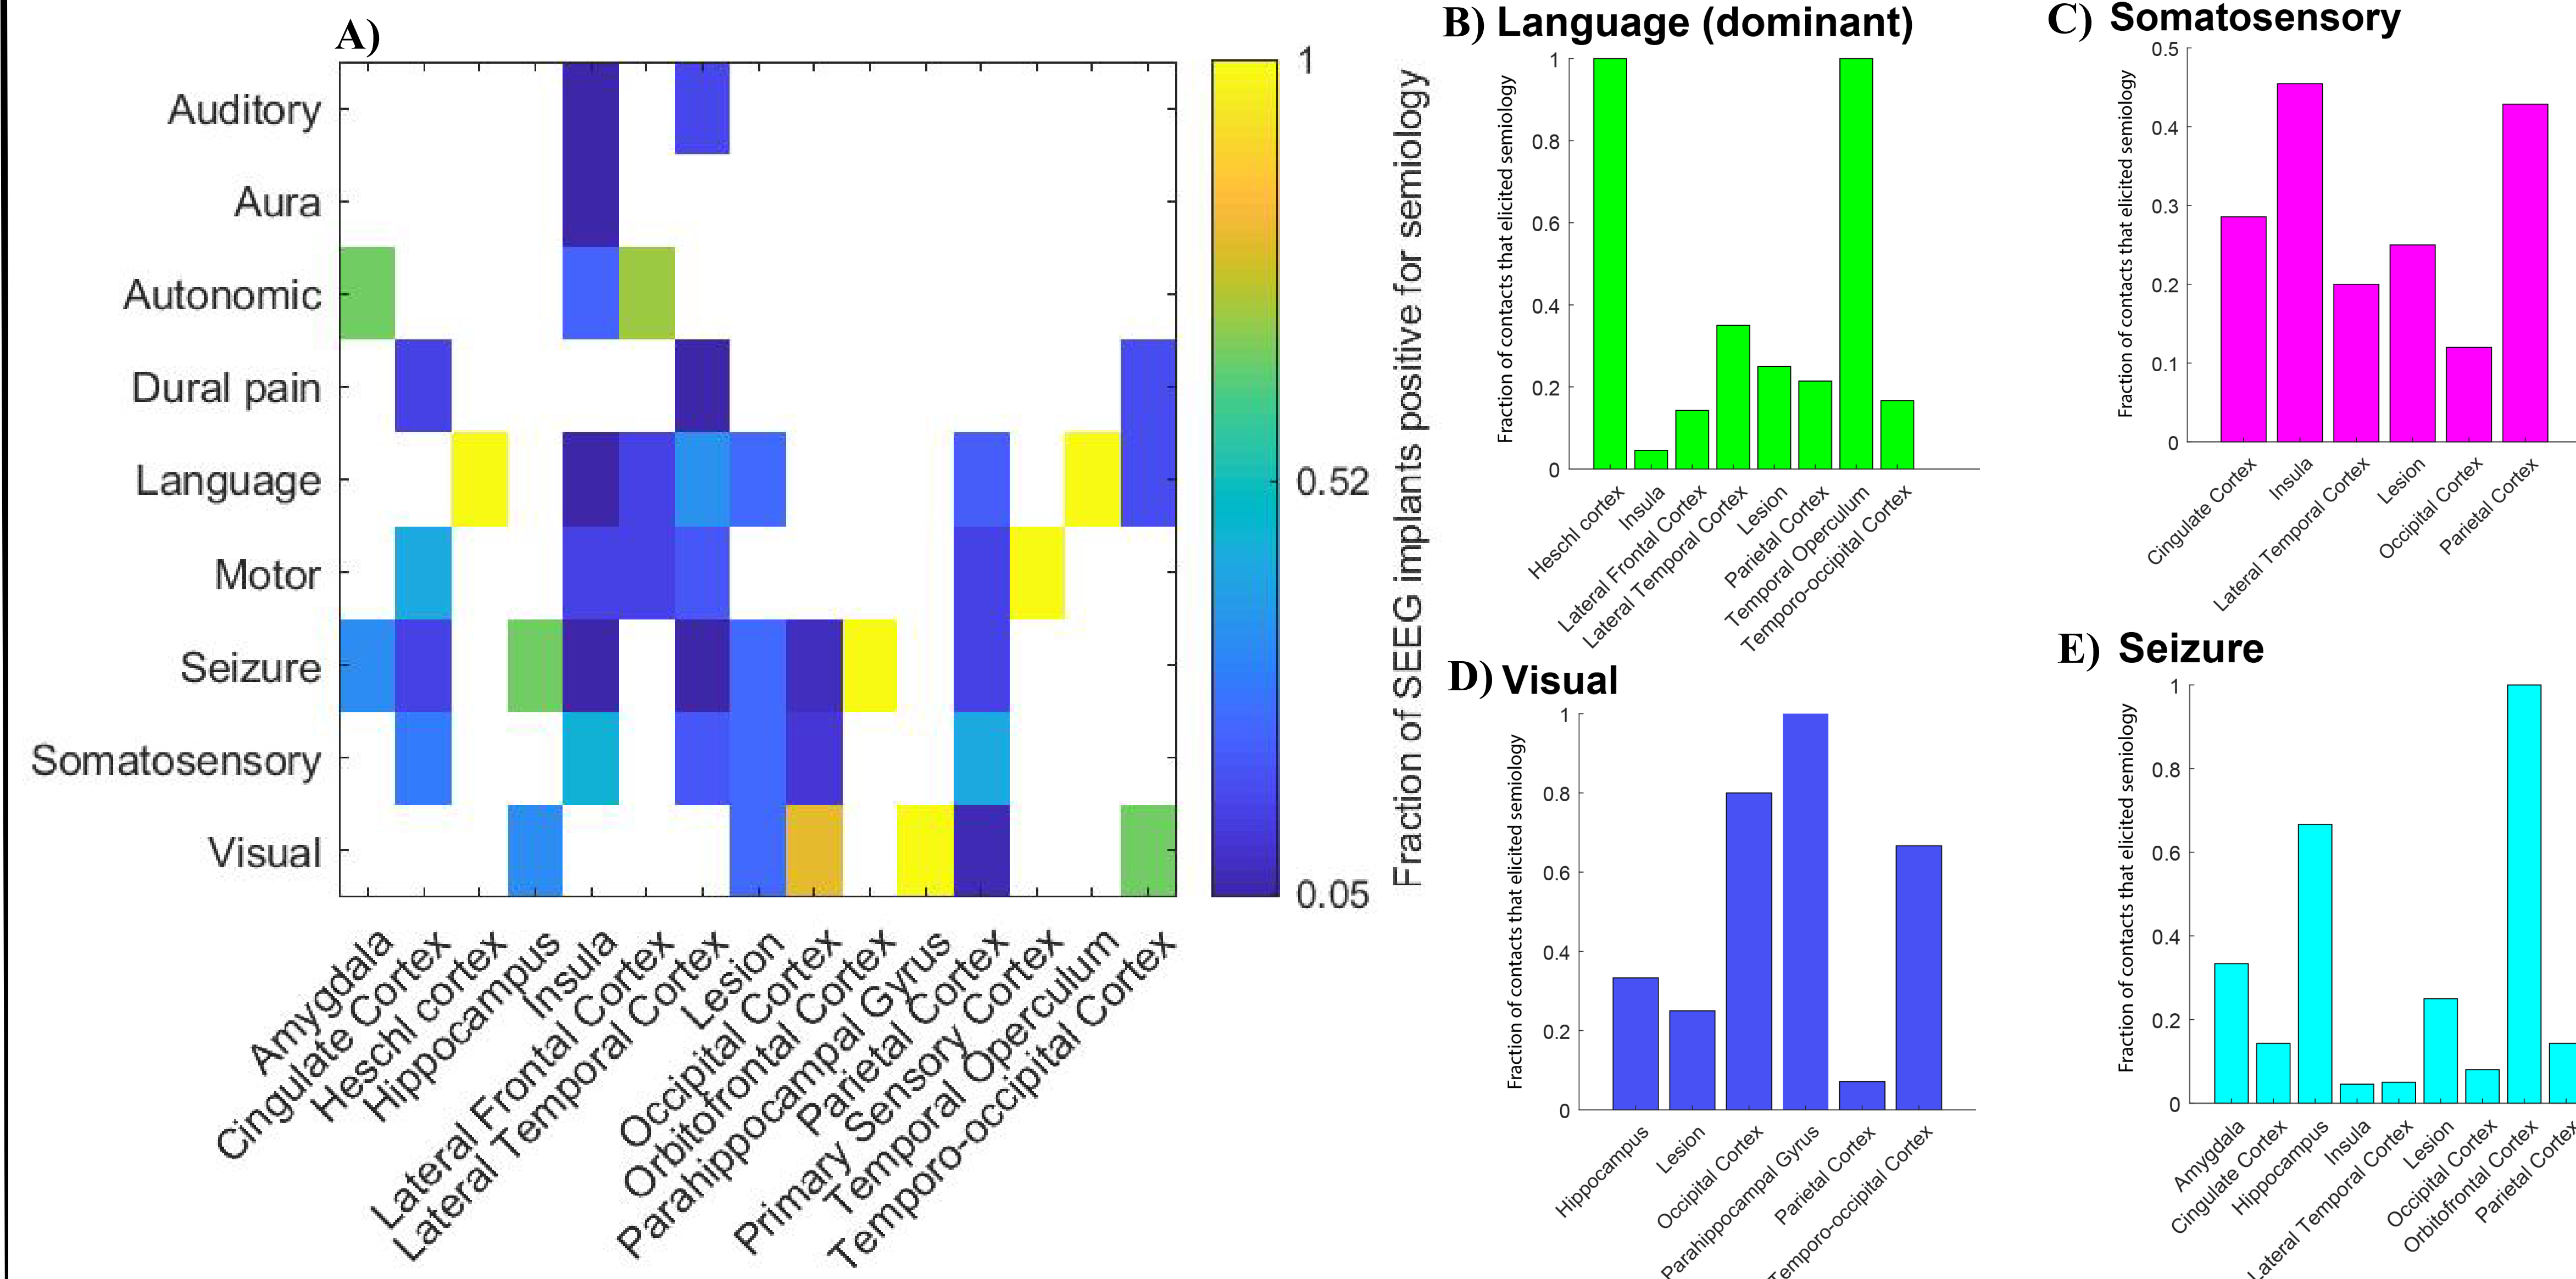 A)
Auditory
Aura
Autonomic
Dural pain
Language
Motor
Seizure
Somatosensory
Visual
Amygdala
Cingulate Cortex
Heschl cortex
Hippocampus
Insula
Lateral Frontal Cortex
Lateral Temporal Cortex
Lesion
Occipital Cortex
Orbitofrontal Cortex
Parahippocampal Gyrus
Parietal Cortex
Primary Sensory Cortex
Temporal Operculum
Temporo-occipital Cortex
1
0.52
0.05
Fraction of SEEG implants positive for semiology
B) Language (dominant)
Fraction of contacts that elicited semiology
1
0.8
0.6
0.4
0.2
0
Heschl cortex
Insula
Lateral Frontal Cortex
Lateral Temporal Cortex
Lesion
Parietal Cortex
Temporal Operculum
Temporo-occipital Cortex
C) Somatosensory
Fraction of contacts that elicited semiology
0.5
0.4
0.3
0.2
0.1
0
Cingulate Cortex
Insula
Lateral Temporal Cortex
Lesion
Occipital Cortex
Parietal Cortex
D) Visual
Fraction of contacts that elicited semiology
1
0.8
0.6
0.4
0.2
0
Hippocampus
Lesion
Occipital Cortex
Parahippocampal Gyrus
Parietal Cortex
Temporo-occipital Cortex
E) Seizure
Fraction of contacts that elicited semiology
1
0.8
0.6
0.4
0.2
0
Amygdala
Cingulate Cortex
Hippocampus
Insula
Lateral Temporal Cortex
Lesion
Occipital Cortex
Orbitofrontal Cortex
Parietal Cortex